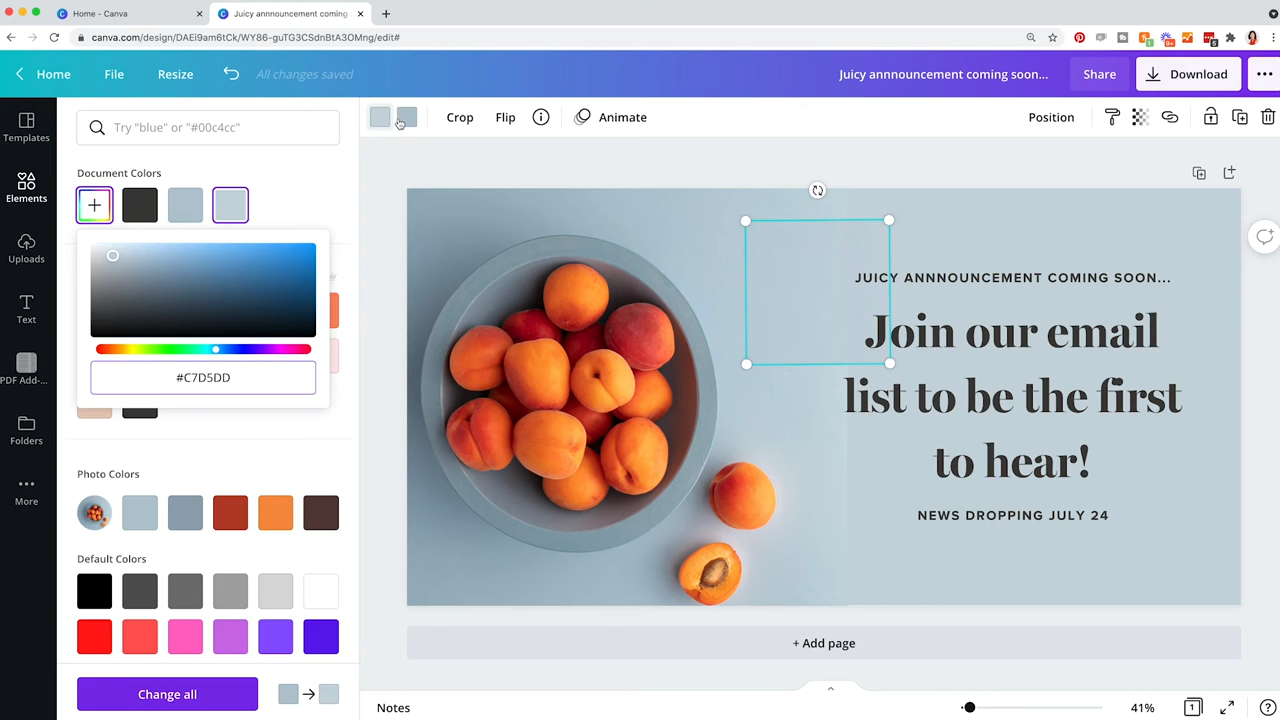 Home - Canva
Juicy annnouncement coming
canva.com/design/DAEi9am6tCk/WY86-guTG3CSdnBtA3OMng/edit#
Home
File
Resize
All changes saved
Juicy annnouncement coming soon...
Share
Download
Templates
Elements
Uploads
Text
PDF Add-...
Folders
More
Try "blue" or "#00c4cc"
Document Colors
#C7D5DD
Photo Colors
Default Colors
Change all
Crop
Flip
Animate
Position
JUICY ANNNOUNCEMENT COMING SOON...
Join our email
list to be the first
to hear!
NEWS DROPPING JULY 24
+ Add page
Notes
41%
1